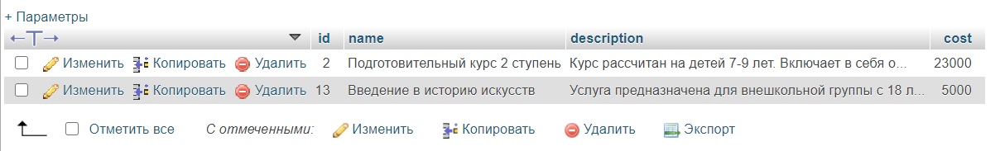 + Параметры
←T→ id name description cost
Изменить Копировать Удалить 2 Подготовительный курс 2 ступень Курс рассчитан на детей 7-9 лет. Включает в себя о... 23000
Изменить Копировать Удалить 13 Введение в историю искусств Услуга предназначена для внешкольной группы с 18 л... 5000
Отметить все С отмеченными: Изменить Копировать Удалить Экспорт